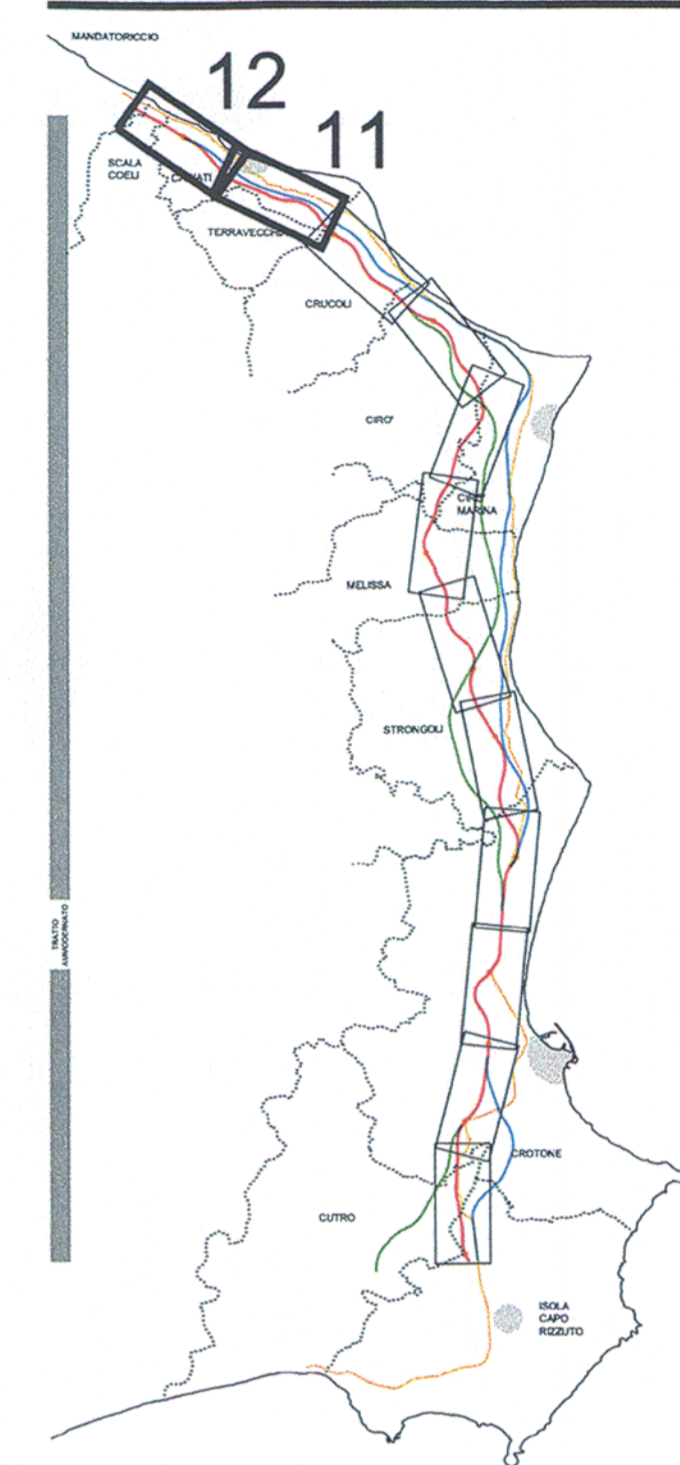 MANDATORICCIO
12
11
SCALA
COELI
CARIATI
TERRAVECCHIA
CRUCOLI
CIRO'
CIRO'
MARINA
MELISSA
STRONGOLI
TRATTO
AMMODERNATO
CROTONE
CUTRO
ISOLA
CAPO
RIZZUTO